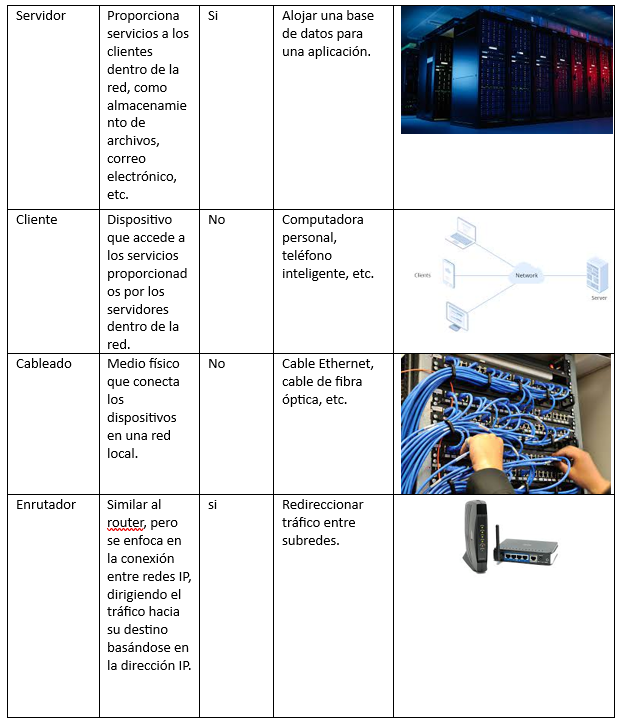 Servidor
Proporciona
servicios a los
clientes
dentro de la
red, como
almacenamie
nto de
archivos,
correo
electrónico,
etc.
Si
Alojar una base
de datos para
una aplicación.
Cliente
Dispositivo
que accede a
los servicios
proporcionad
os por los
servidores
dentro de la
red.
No
Computadora
personal,
teléfono
inteligente, etc.
Clients
Network
Server
Cableado
Medio físico
que conecta
los
dispositivos
en una red
local.
No
Cable Ethernet,
cable de fibra
óptica, etc.
Enrutador
Similar al
router, pero
se enfoca en
la conexión
entre redes IP,
dirigiendo el
tráfico hacia
su destino
basándose en
la dirección IP.
si
Redireccionar
tráfico entre
subredes.